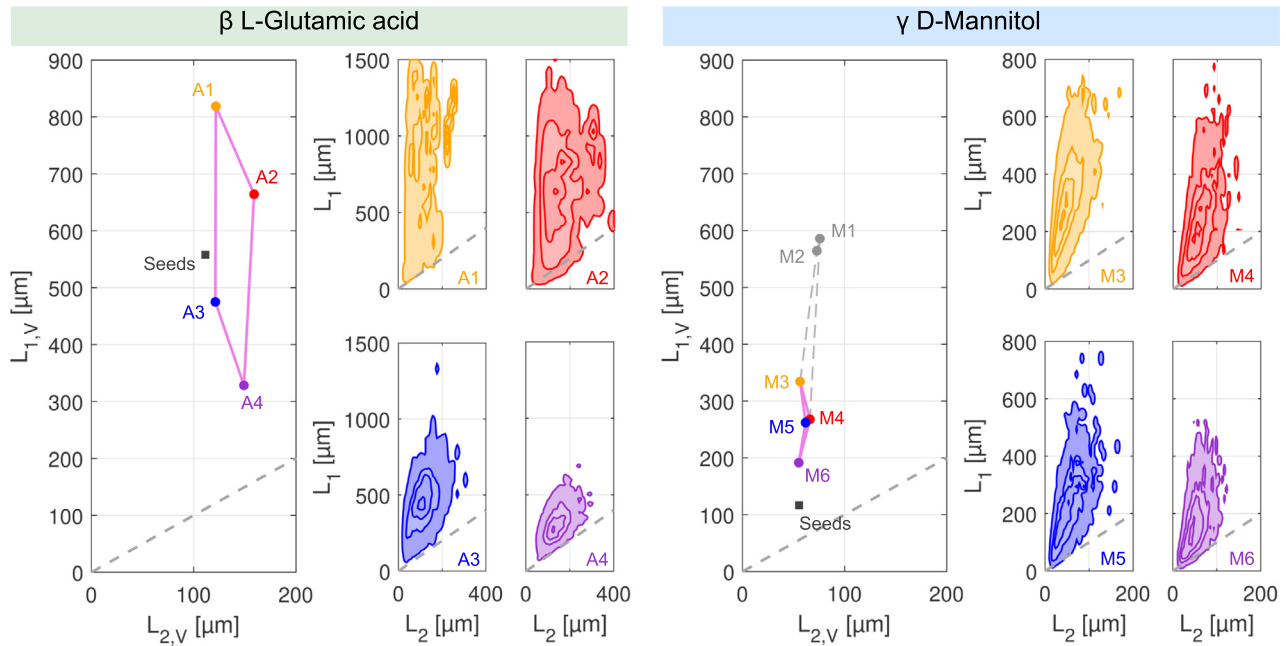 β L-Glutamic acid
900
800
700
600
500
400
300
200
100
0
0
100
200
L1,V [µm]
L2,V [µm]
A1
A2
Seeds
A3
A4
1500
1000
500
0
L1 [µm]
A1
A2
1500
1000
500
0
L1 [µm]
A3
A4
0 200 400
0 200 400
L2 [µm]
L2 [µm]
γ D-Mannitol
900
800
700
600
500
400
300
200
100
0
0
100
200
L1,V [µm]
L2,V [µm]
M1
M2
M3
M4
M5
M6
Seeds
800
600
400
200
0
L1 [µm]
M3
M4
800
600
400
200
0
L1 [µm]
M5
M6
0 100 200
0 100 200
L2 [µm]
L2 [µm]